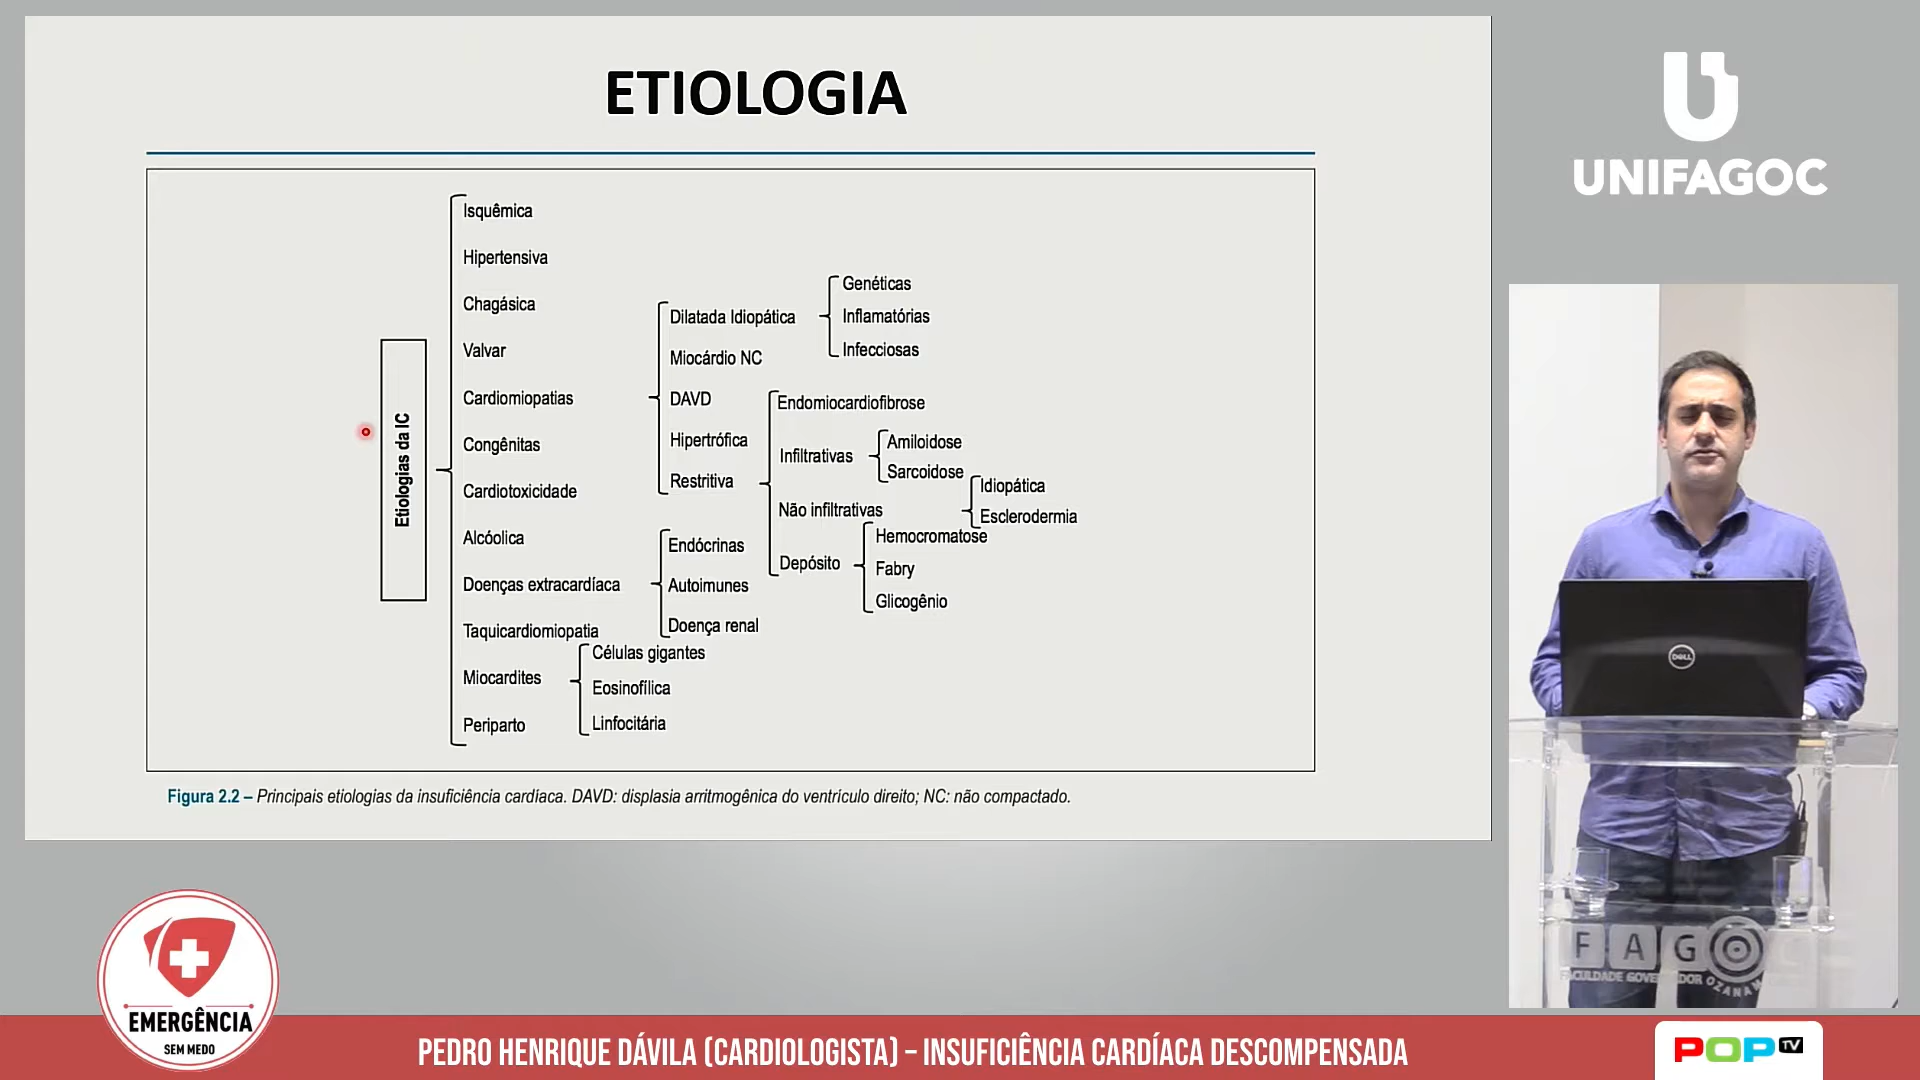 ETIOLOGIA
Etiologias da IC
Isquêmica
Hipertensiva
Chagásica
Valvar
Cardiomiopatias
Congênitas
Cardiotoxicidade
Alcóolica
Doenças extracardíaca
Taquicardiomiopatia
Miocardites
Periparto
Dilatada Idiopática
Miocárdio NC
DAVD
Hipertrófica
Restritiva
Genéticas
Inflamatórias
Infecciosas
Endomiocardiofibrose
Infiltrativas
Não infiltrativas
Depósito
Amiloidose
Sarcoidose
Idiopática
Esclerodermia
Hemocromatose
Fabry
Glicogênio
Endócrinas
Autoimunes
Doença renal
Células gigantes
Eosinofílica
Linfocitária
Figura 2.2 – Principais etiologias da insuficiência cardíaca. DAVD: displasia arritmogênica do ventrículo direito; NC: não compactado.
UNIFAGOC
DELL
FAGOC
FACULDADE GOVERNADOR OZANAM
EMERGÊNCIA
SEM MEDO
PEDRO HENRIQUE DÁVILA (CARDIOLOGISTA) – INSUFICIÊNCIA CARDÍACA DESCOMPENSADA
POP TV